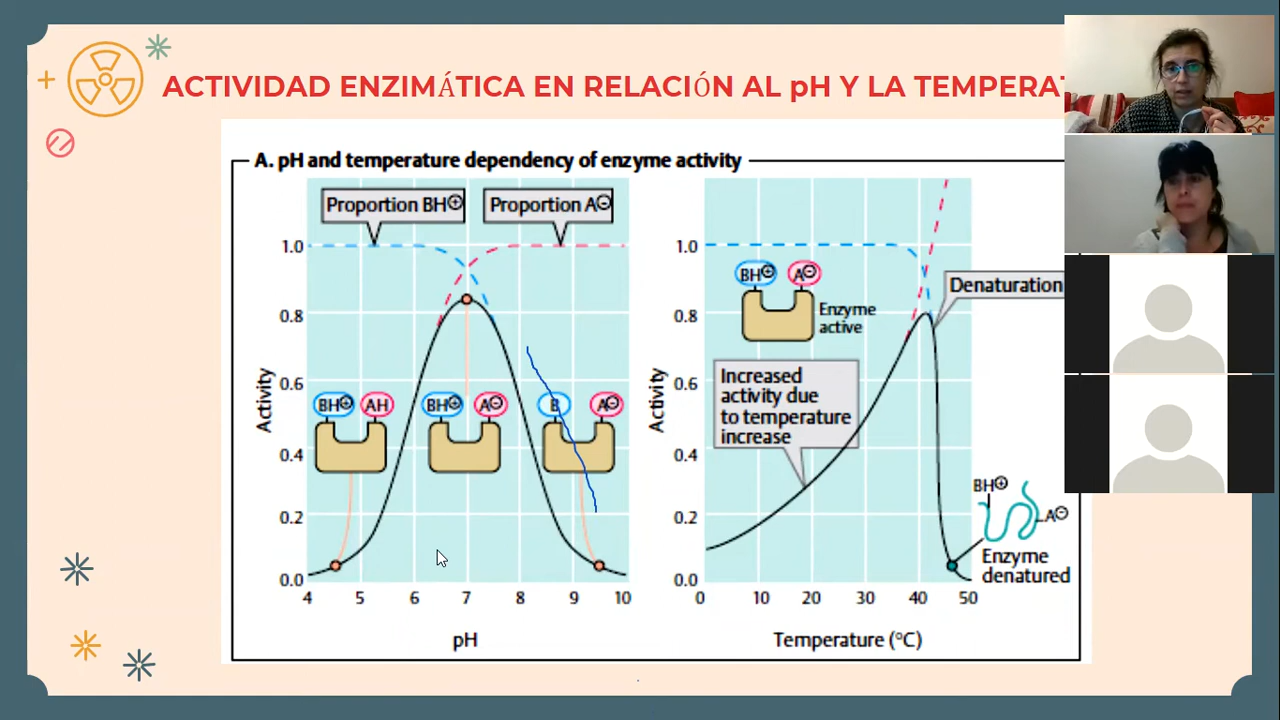 ACTIVIDAD ENZIMÁTICA EN RELACIÓN AL pH Y LA TEMPERAT
A. pH and temperature dependency of enzyme activity
Proportion BH⊕
Proportion A⊖
1.0
0.8
0.6
0.4
0.2
0.0
Activity
BH⊕ AH
BH⊕ A⊖
B A⊖
4 5 6 7 8 9 10
pH
1.0
0.8
0.6
0.4
0.2
0.0
Activity
BH⊕ A⊖
Enzyme
active
Denaturation
Increased
activity due
to temperature
increase
BH⊕
A⊖
Enzyme
denatured
0 10 20 30 40 50
Temperature (°C)